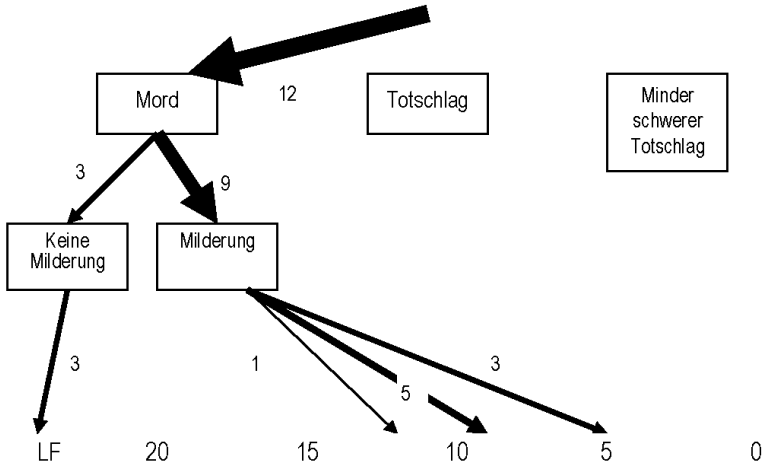 Mord
12
Totschlag
Minder
schwerer
Totschlag
3
9
Keine
Milderung
Milderung
3
1
5
3
LF 20 15 10 5 0